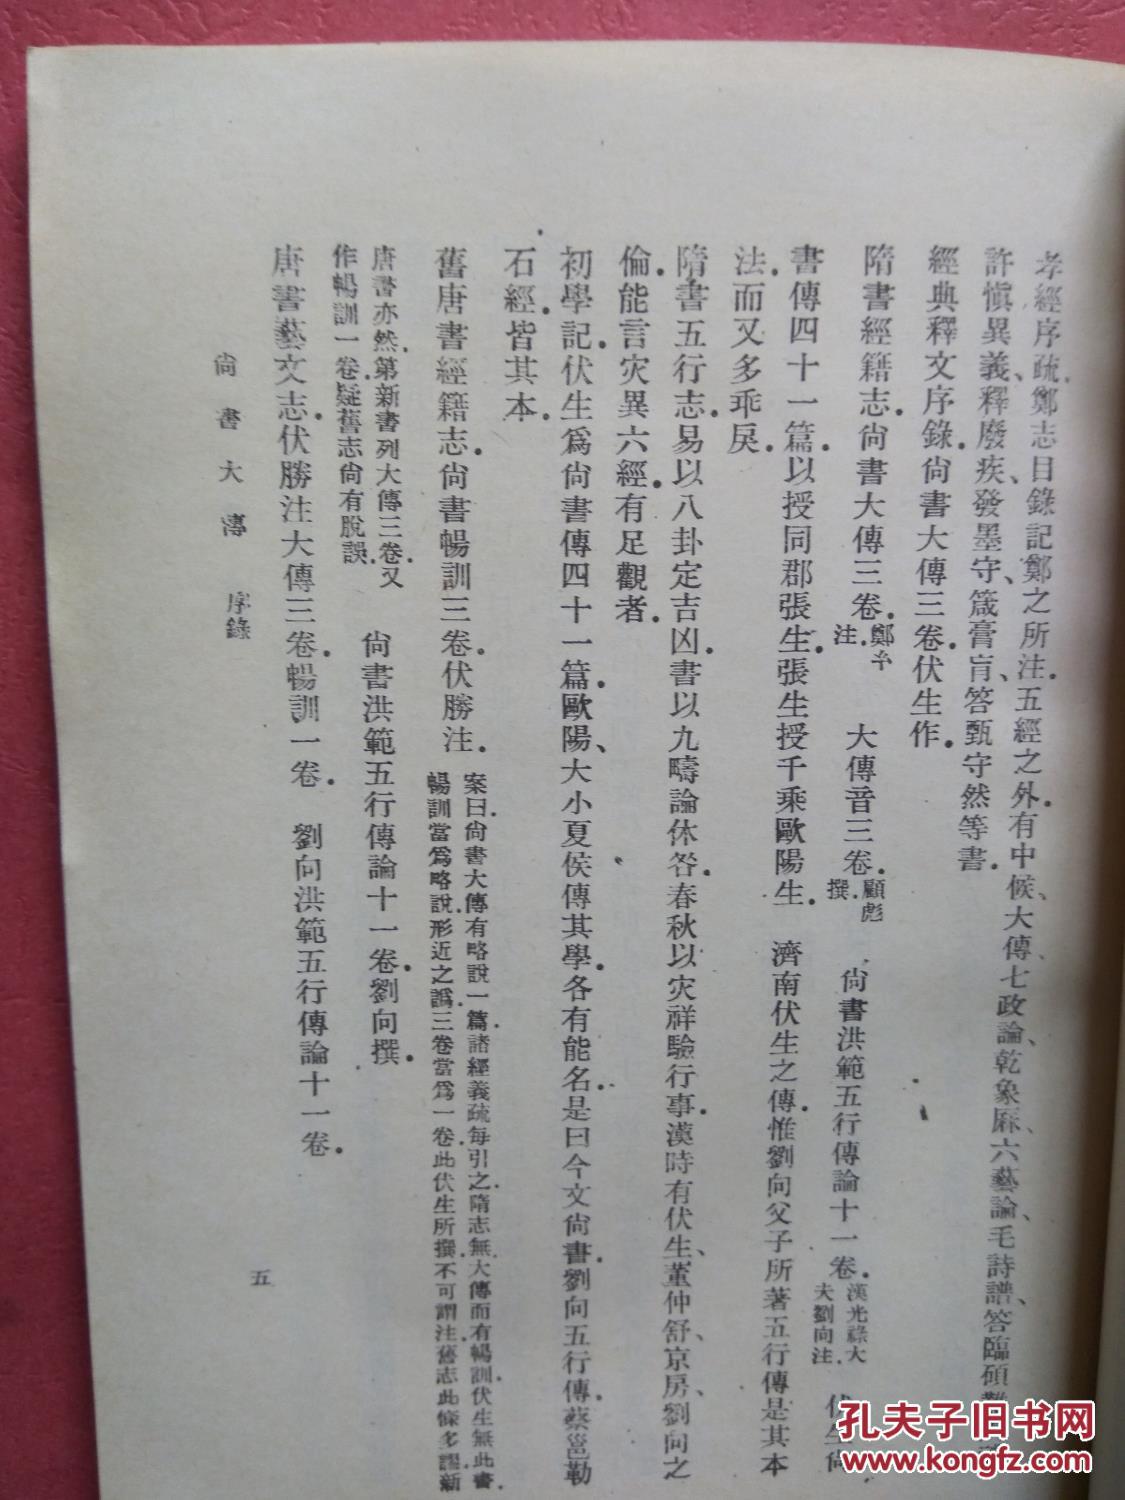 孝經序疏.鄭志目錄記鄭之所注.五經之外.有中候、大傳、七政論、乾象厤、六藝論、毛詩譜、答臨碩難
許愼異義、釋廢疾、發墨守、箴膏肓、答甄守然等書.
經典釋文序錄.尙書大傳三卷.伏生作.
隋書經籍志.尙書大傳三卷.鄭玄注. 大傳音三卷.顧彪撰. 尙書洪範五行傳論十一卷.漢光祿大夫劉向注. 伏生尙
書傳四十一篇.以授同郡張生.張生授千乘歐陽生. 濟南伏生之傳.惟劉向父子所著五行傳是其本
法.而又多乖戾.
隋書五行志.易以八卦定吉凶.書以九疇論休咎.春秋以灾祥驗行事.漢時有伏生、董仲舒、京房、劉向之
倫.能言灾異六經.有足觀者.
初學記.伏生爲尙書傳四十一篇.歐陽、大小夏侯傳其學.各有能名.是曰今文尙書.劉向五行傳.蔡邕勒
石經.皆其本.
舊唐書經籍志.尙書暢訓三卷.伏勝注.案曰.尙書大傳有略說一篇.諸經義疏每引之.隋志無大傳而有暢訓.伏生無此書.
暢訓當爲略說.形近之譌.三卷當爲一卷.此伏生所撰.不可謂注.舊志此條多謬.新
唐書亦然.第新書列大傳三卷.又
作暢訓一卷.疑舊志尙有脫誤. 尙書洪範五行傳論十一卷.劉向撰.
唐書藝文志.伏勝注大傳三卷.暢訓一卷. 劉向洪範五行傳論十一卷.
尙書大傳 序錄
五
孔夫子旧书网
www.kongfz.com